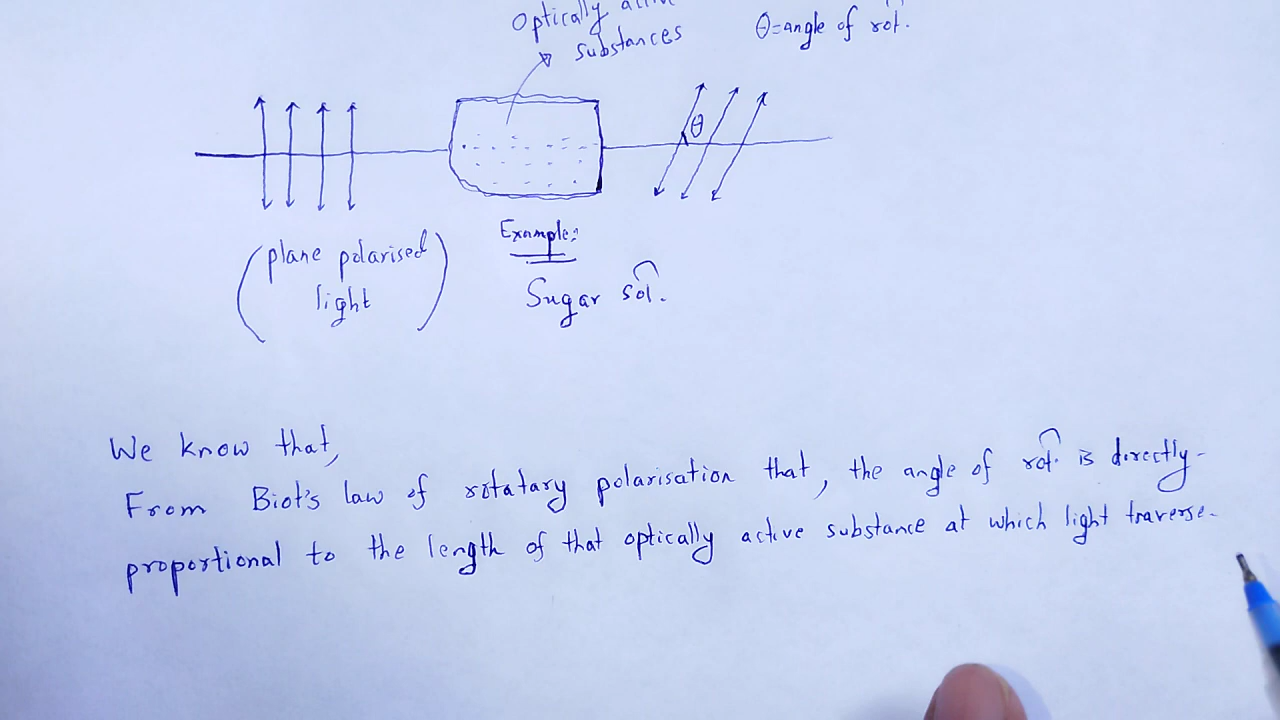 Optically
substances
θ=angle of rot.
θ
(plane polarised
light)
Example:
Sugar sol.
We know that,
From Biot's law of rotatary polarisation that, the angle of rot. is directly-
proportional to the length of that optically active substance at which light traverse-